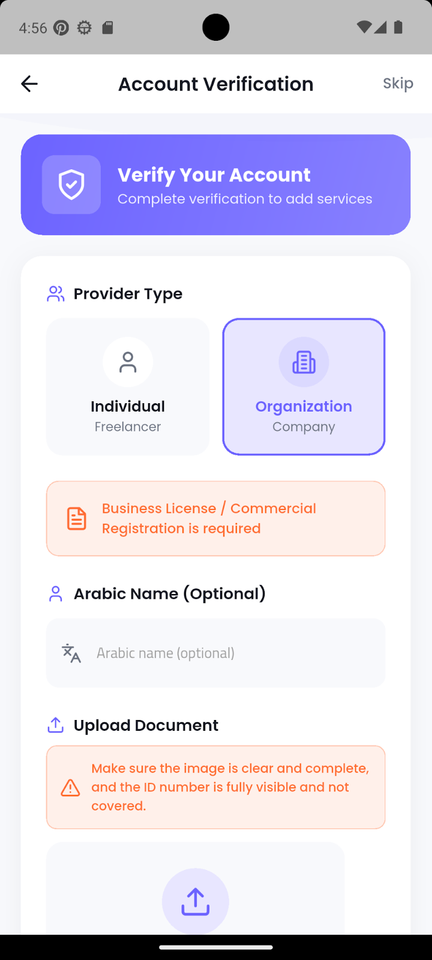 4:56
Account Verification
Skip
Verify Your Account
Complete verification to add services
Provider Type
Individual
Freelancer
Organization
Company
Business License / Commercial
Registration is required
Arabic Name (Optional)
Arabic name (optional)
Upload Document
Make sure the image is clear and complete,
and the ID number is fully visible and not
covered.